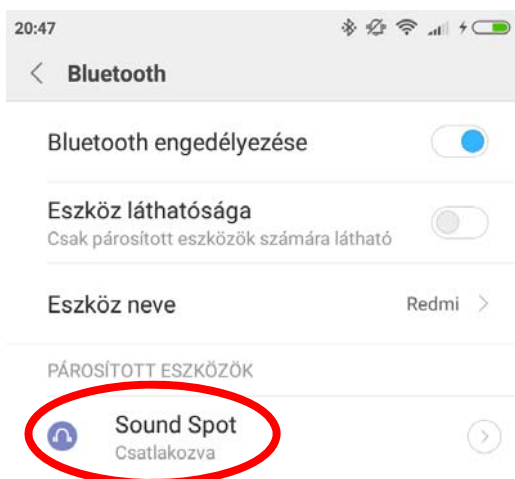 20:47
Bluetooth
Bluetooth engedélyezése
Eszköz láthatósága
Csak párosított eszközök számára látható
Eszköz neve Redmi
PÁROSÍTOTT ESZKÖZÖK
Sound Spot
Csatlakozva